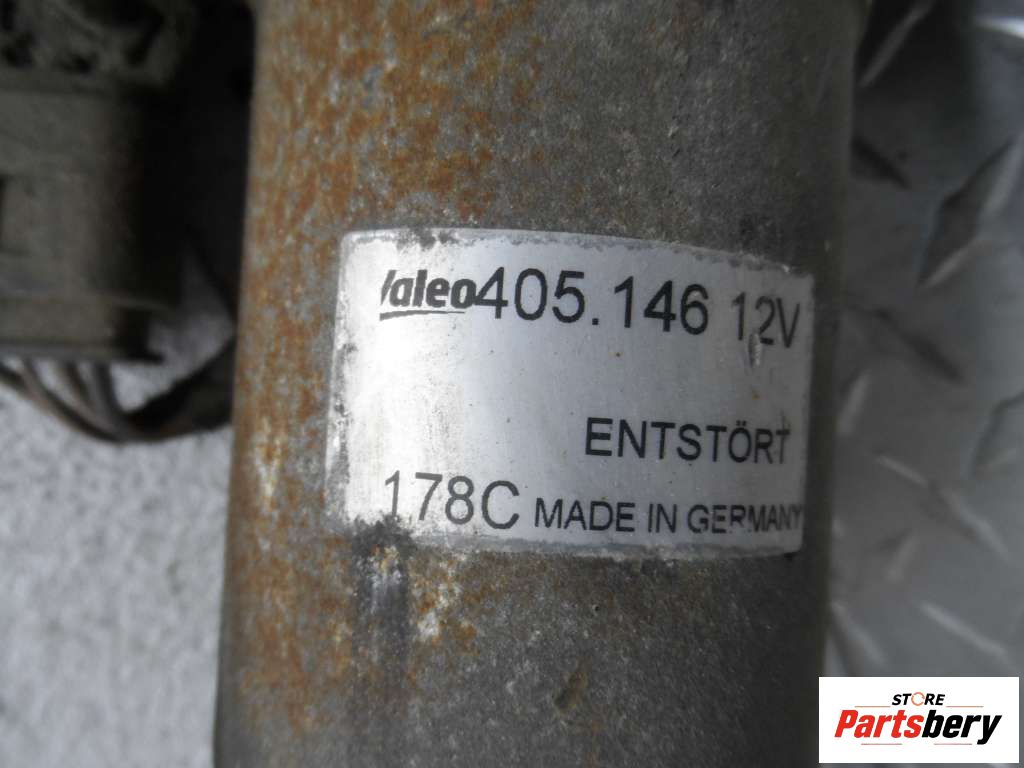 Valeo 405.146 12V
ENTSTÖRT
178C MADE IN GERMANY
STORE
Partsbery